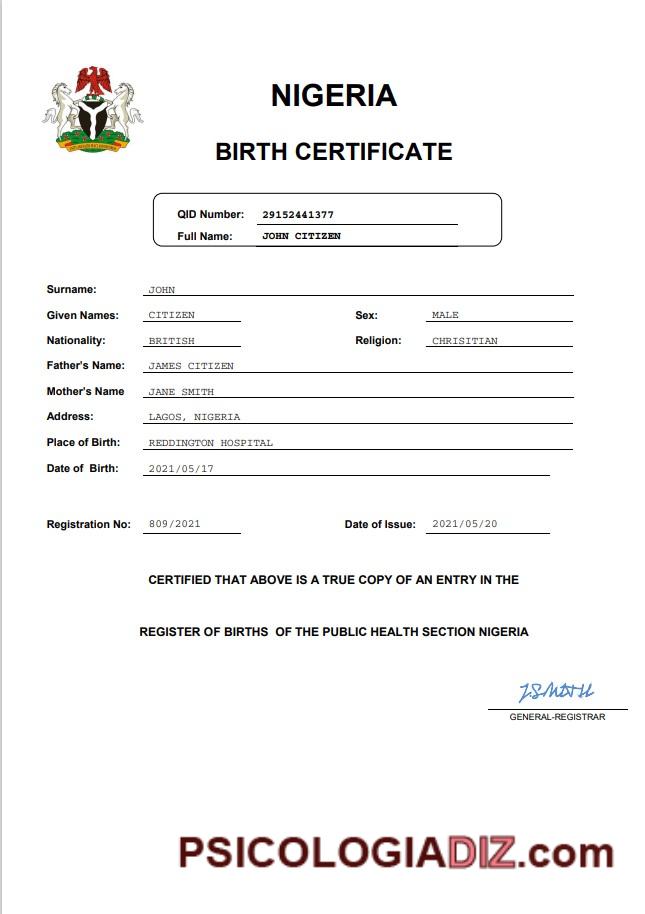 NIGERIA
BIRTH CERTIFICATE
QID Number: 29152441377
Full Name: JOHN CITIZEN
Surname: JOHN
Given Names: CITIZEN Sex: MALE
Nationality: BRITISH Religion: CHRISITIAN
Father's Name: JAMES CITIZEN
Mother's Name JANE SMITH
Address: LAGOS, NIGERIA
Place of Birth: REDDINGTON HOSPITAL
Date of Birth: 2021/05/17
Registration No: 809/2021 Date of Issue: 2021/05/20
CERTIFIED THAT ABOVE IS A TRUE COPY OF AN ENTRY IN THE
REGISTER OF BIRTHS OF THE PUBLIC HEALTH SECTION NIGERIA
J.SMITH
GENERAL-REGISTRAR
PSICOLOGIADIZ.com